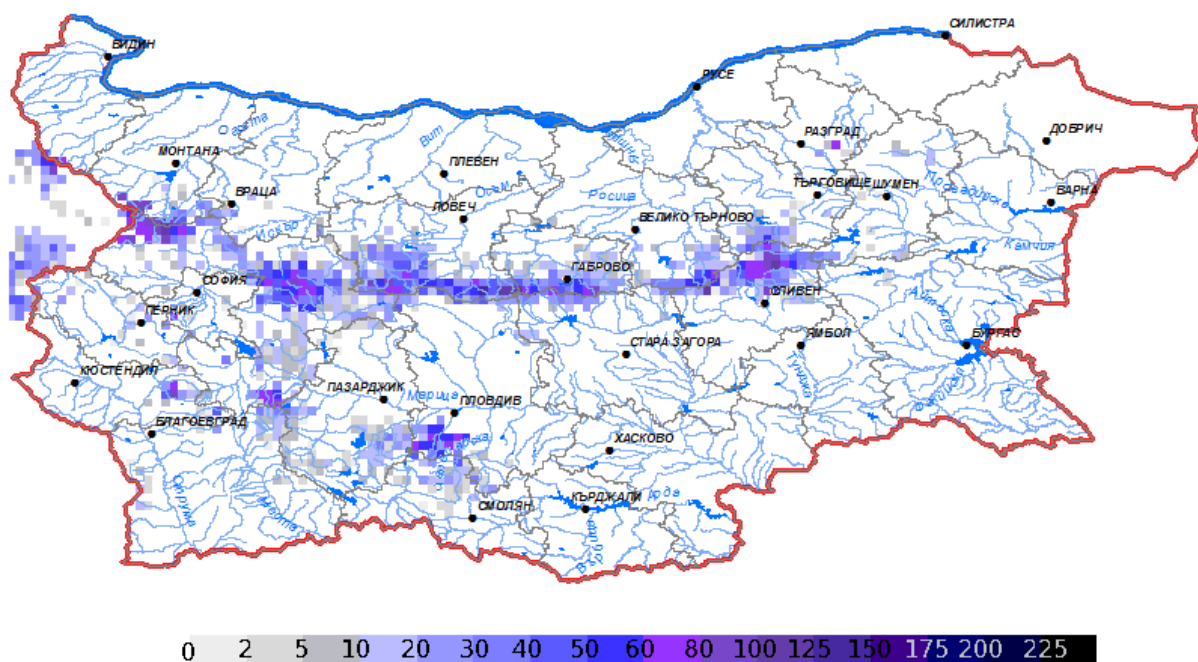 СИЛИСТРА
ВИДИН
РУСЕ
Огоста
Вит
РАЗГРАД
ДОБРИЧ
МОНТАНА
ПЛЕВЕН
ВРАЦА
Осъм
Росица
ТЪРГОВИЩЕ
ШУМЕН
ВАРНА
ЛОВЕЧ
ВЕЛИКО ТЪРНОВО
Искър
Камчия
СОФИЯ
ГАБРОВО
СЛИВЕН
ПЕРНИК
ЯМБОЛ
БУРГАС
СТАРА ЗАГОРА
Тунджа
КЮСТЕНДИЛ
ПАЗАРДЖИК
Марица
ПЛОВДИВ
БЛАГОЕВГРАД
ХАСКОВО
Струма
Места
СМОЛЯН
КЪРДЖАЛИ
Върбица
0 2 5 10 20 30 40 50 60 80 100 125 150 175 200 225